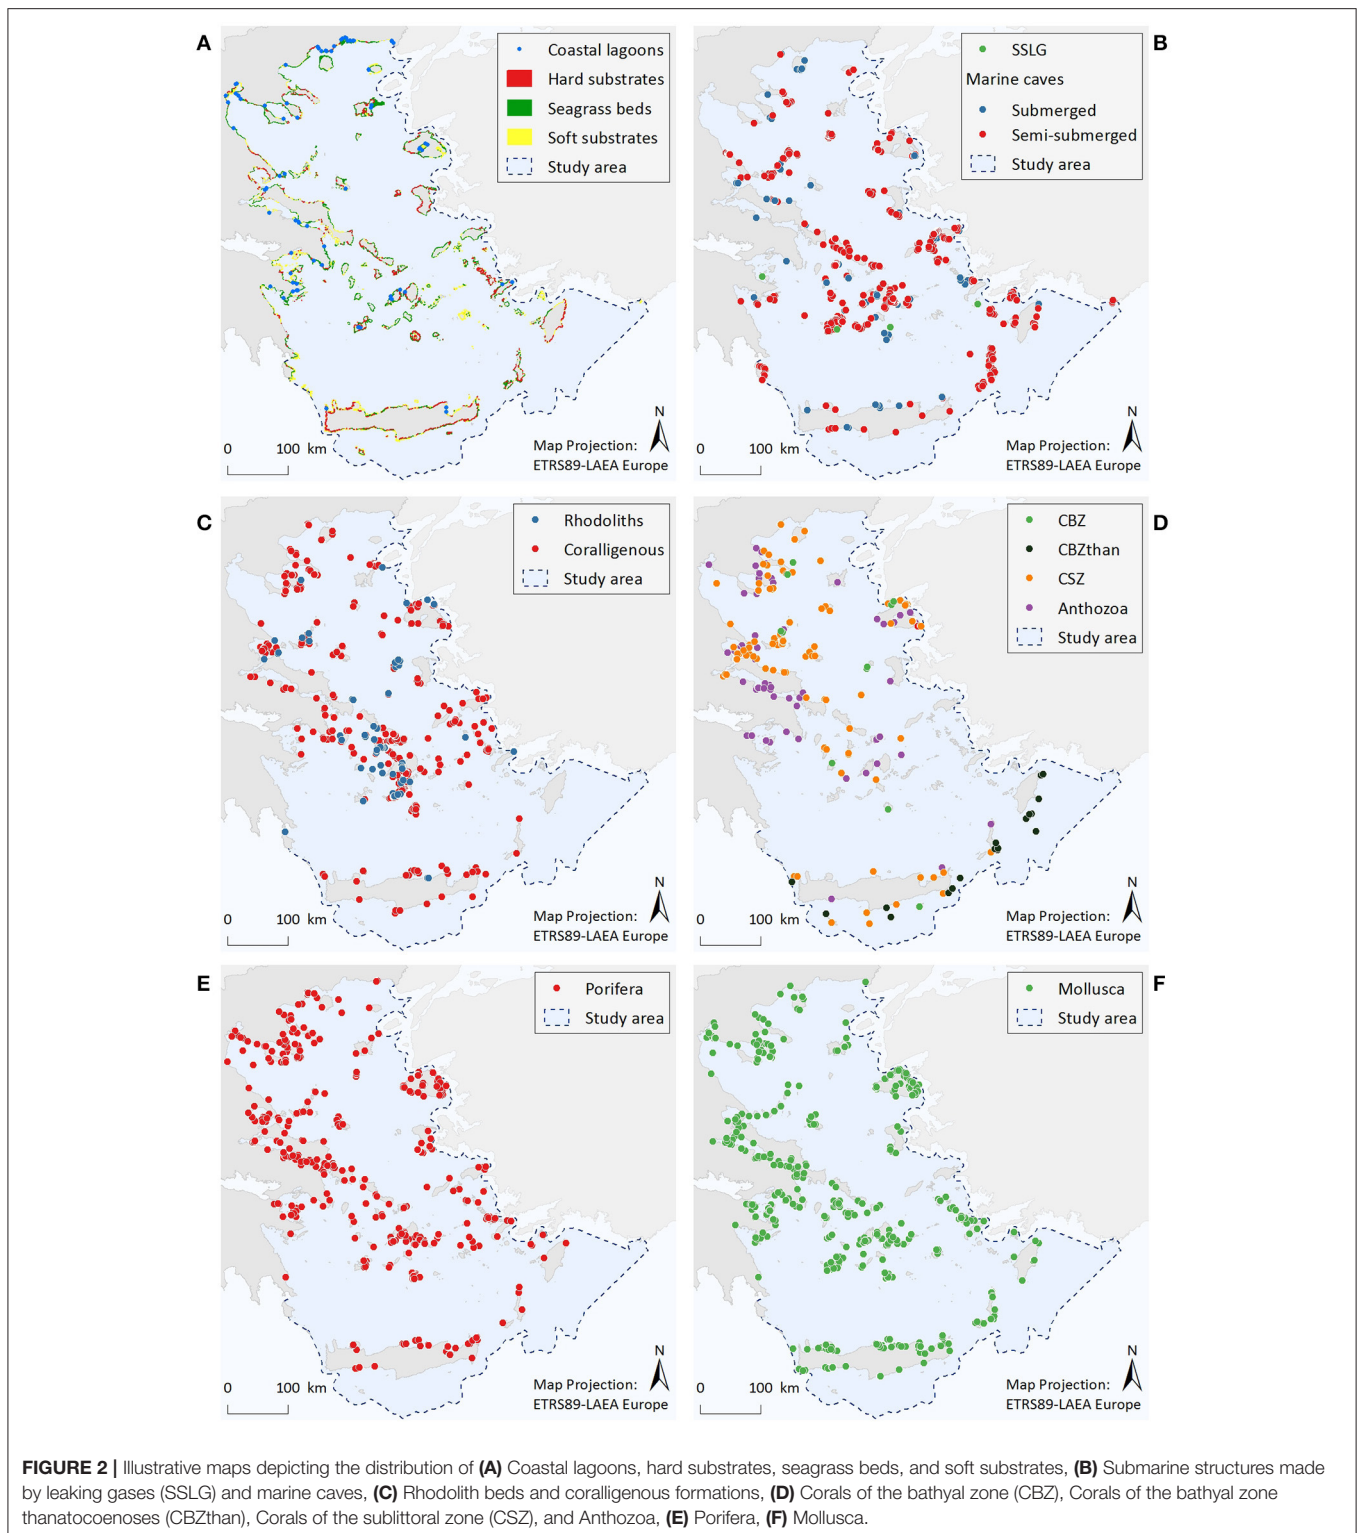 A
Coastal lagoons
Hard substrates
Seagrass beds
Soft substrates
Study area
N
0 100 km
Map Projection:
ETRS89-LAEA Europe
B
SSLG
Marine caves
Submerged
Semi-submerged
Study area
N
0 100 km
Map Projection:
ETRS89-LAEA Europe
C
Rhodoliths
Coralligenous
Study area
N
0 100 km
Map Projection:
ETRS89-LAEA Europe
D
CBZ
CBZthan
CSZ
Anthozoa
Study area
N
0 100 km
Map Projection:
ETRS89-LAEA Europe
E
Porifera
Study area
N
0 100 km
Map Projection:
ETRS89-LAEA Europe
F
Mollusca
Study area
N
0 100 km
Map Projection:
ETRS89-LAEA Europe
FIGURE 2 | Illustrative maps depicting the distribution of (A) Coastal lagoons, hard substrates, seagrass beds, and soft substrates, (B) Submarine structures made
by leaking gases (SSLG) and marine caves, (C) Rhodolith beds and coralligenous formations, (D) Corals of the bathyal zone (CBZ), Corals of the bathyal zone
thanatocoenoses (CBZthan), Corals of the sublittoral zone (CSZ), and Anthozoa, (E) Porifera, (F) Mollusca.